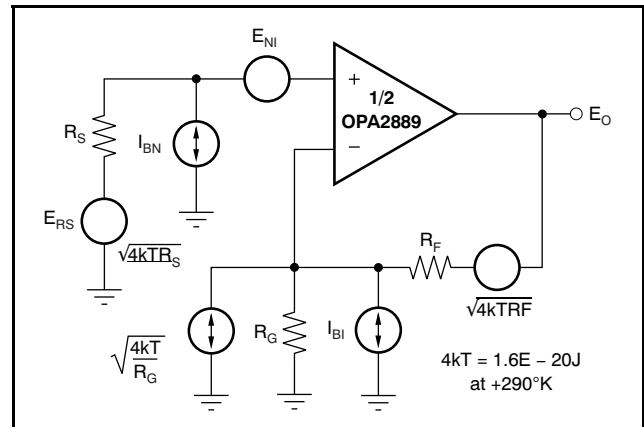 E_NI
+
1/2
OPA2889
−
E_O
R_S
I_BN
E_RS
√4kTR_S
R_F
√4kTRF
√4kT/R_G
R_G
I_BI
4kT = 1.6E − 20J
at +290°K